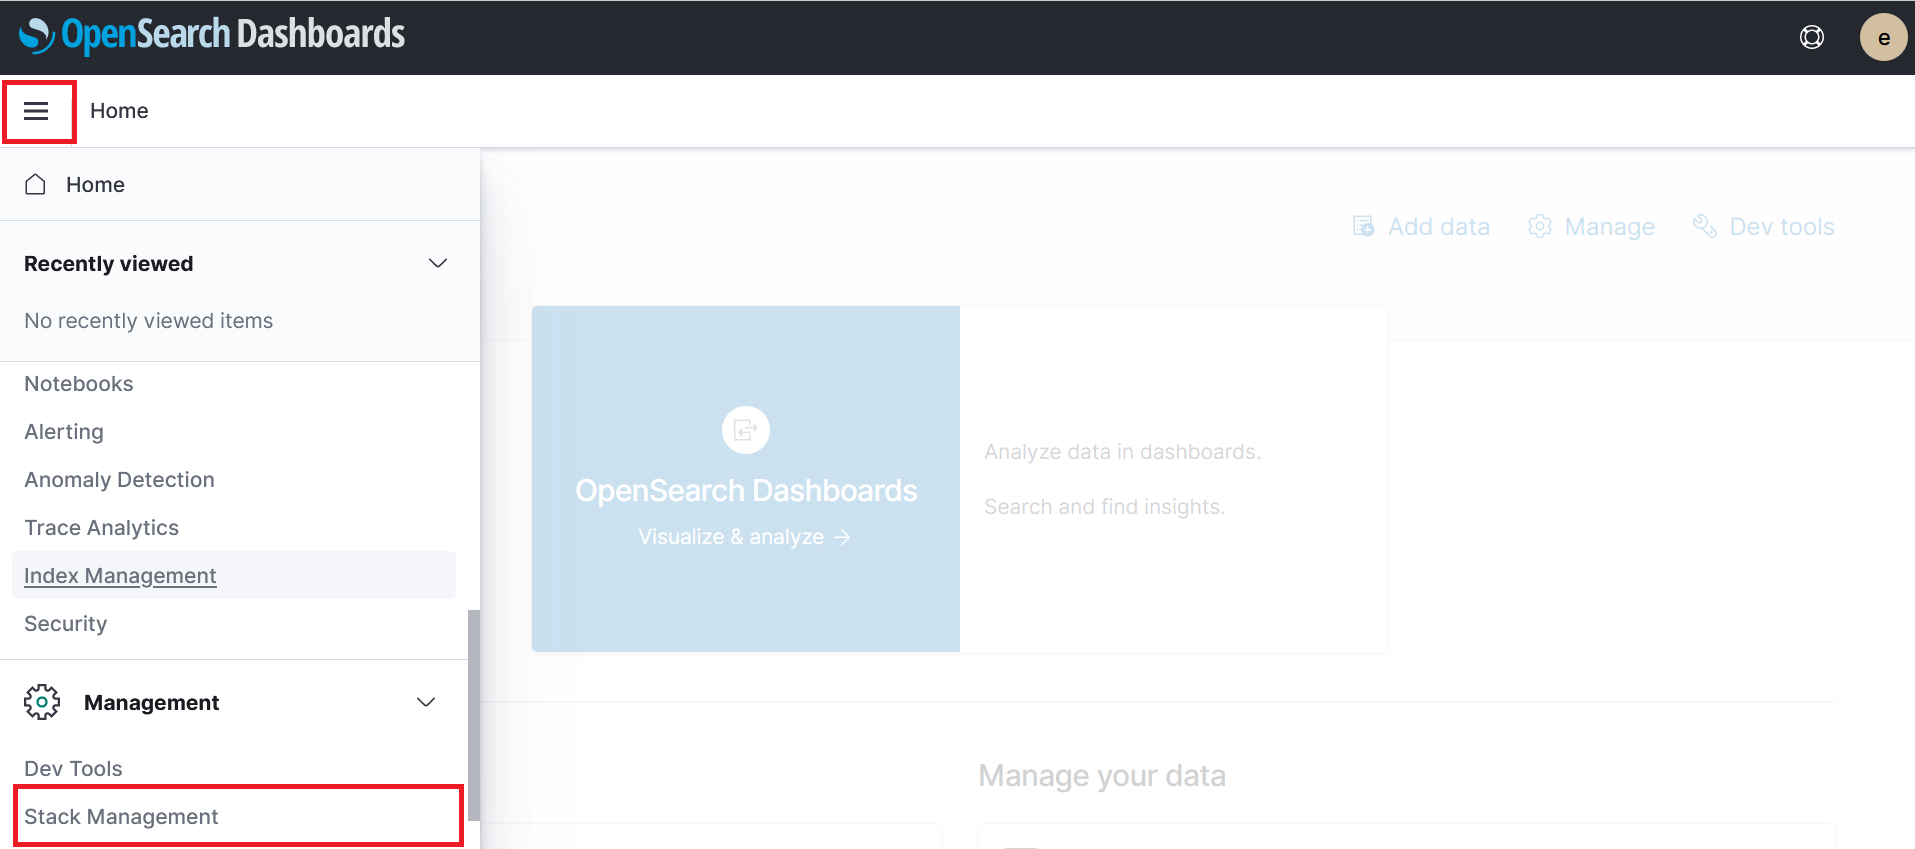 OpenSearch Dashboards
e
Home
Home
Recently viewed
No recently viewed items
Notebooks
Alerting
Anomaly Detection
Trace Analytics
Index Management
Security
Management
Dev Tools
Stack Management
Add data
Manage
Dev tools
OpenSearch Dashboards
Visualize & analyze →
Analyze data in dashboards.
Search and find insights.
Manage your data